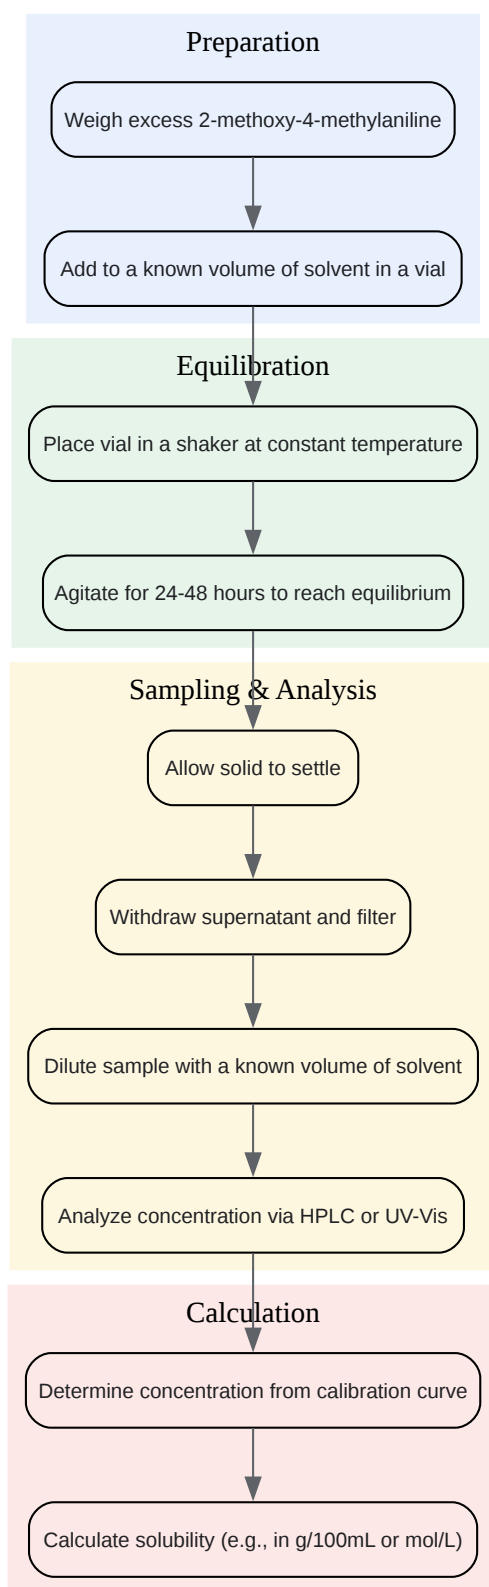 Preparation
Weigh excess 2-methoxy-4-methylaniline
Add to a known volume of solvent in a vial
Equilibration
Place vial in a shaker at constant temperature
Agitate for 24-48 hours to reach equilibrium
Sampling & Analysis
Allow solid to settle
Withdraw supernatant and filter
Dilute sample with a known volume of solvent
Analyze concentration via HPLC or UV-Vis
Calculation
Determine concentration from calibration curve
Calculate solubility (e.g., in g/100mL or mol/L)